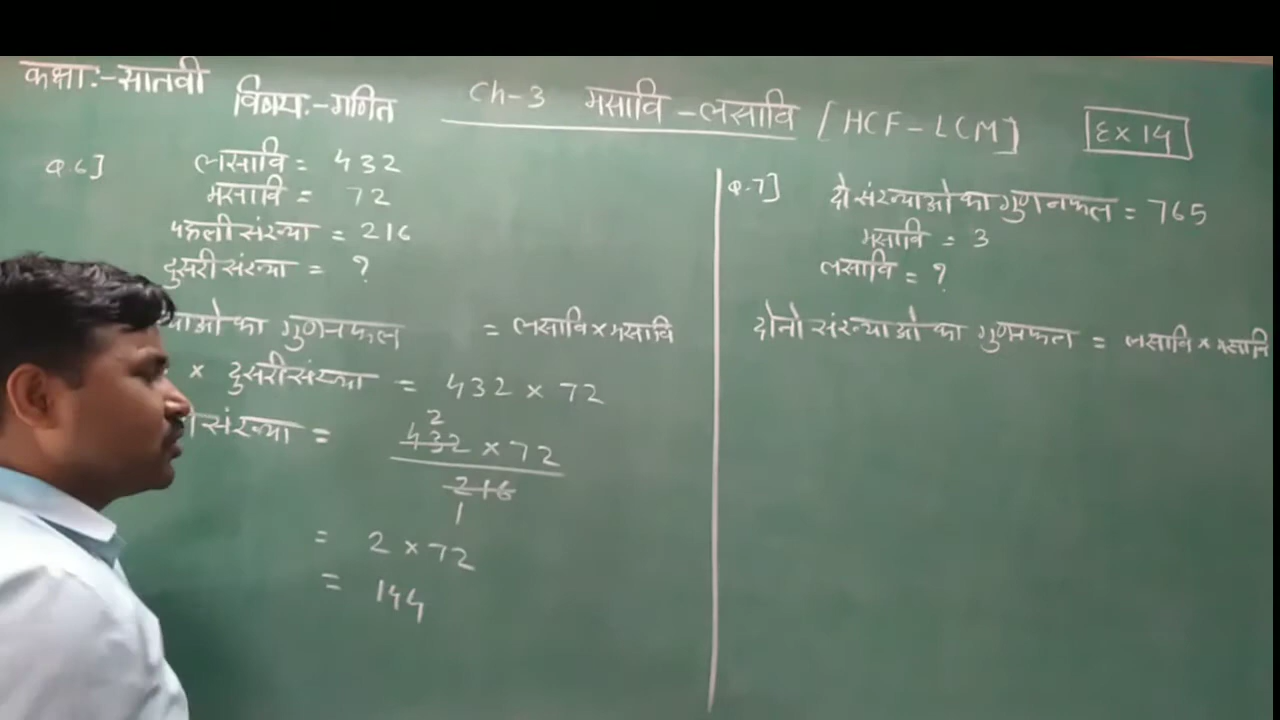 कक्षा:-सातवी
विषय:-गणित
Ch-3 मसावि-लसावि [HCF-LCM]
Ex 14
Q.6]
लसावि = 432
मसावि = 72
पहली संख्या = 216
दुसरी संख्या = ?
का गुणनफल = लसावि × मसावि
× दुसरी संख्या = 432 × 72
संख्या =
2
432 × 72
216
1
= 2 × 72
= 144
Q.7]
दो संख्याओ का गुणनफल = 765
मसावि = 3
लसावि = ?
दोनो संख्याओ का गुणनफल = लसावि × मसावि